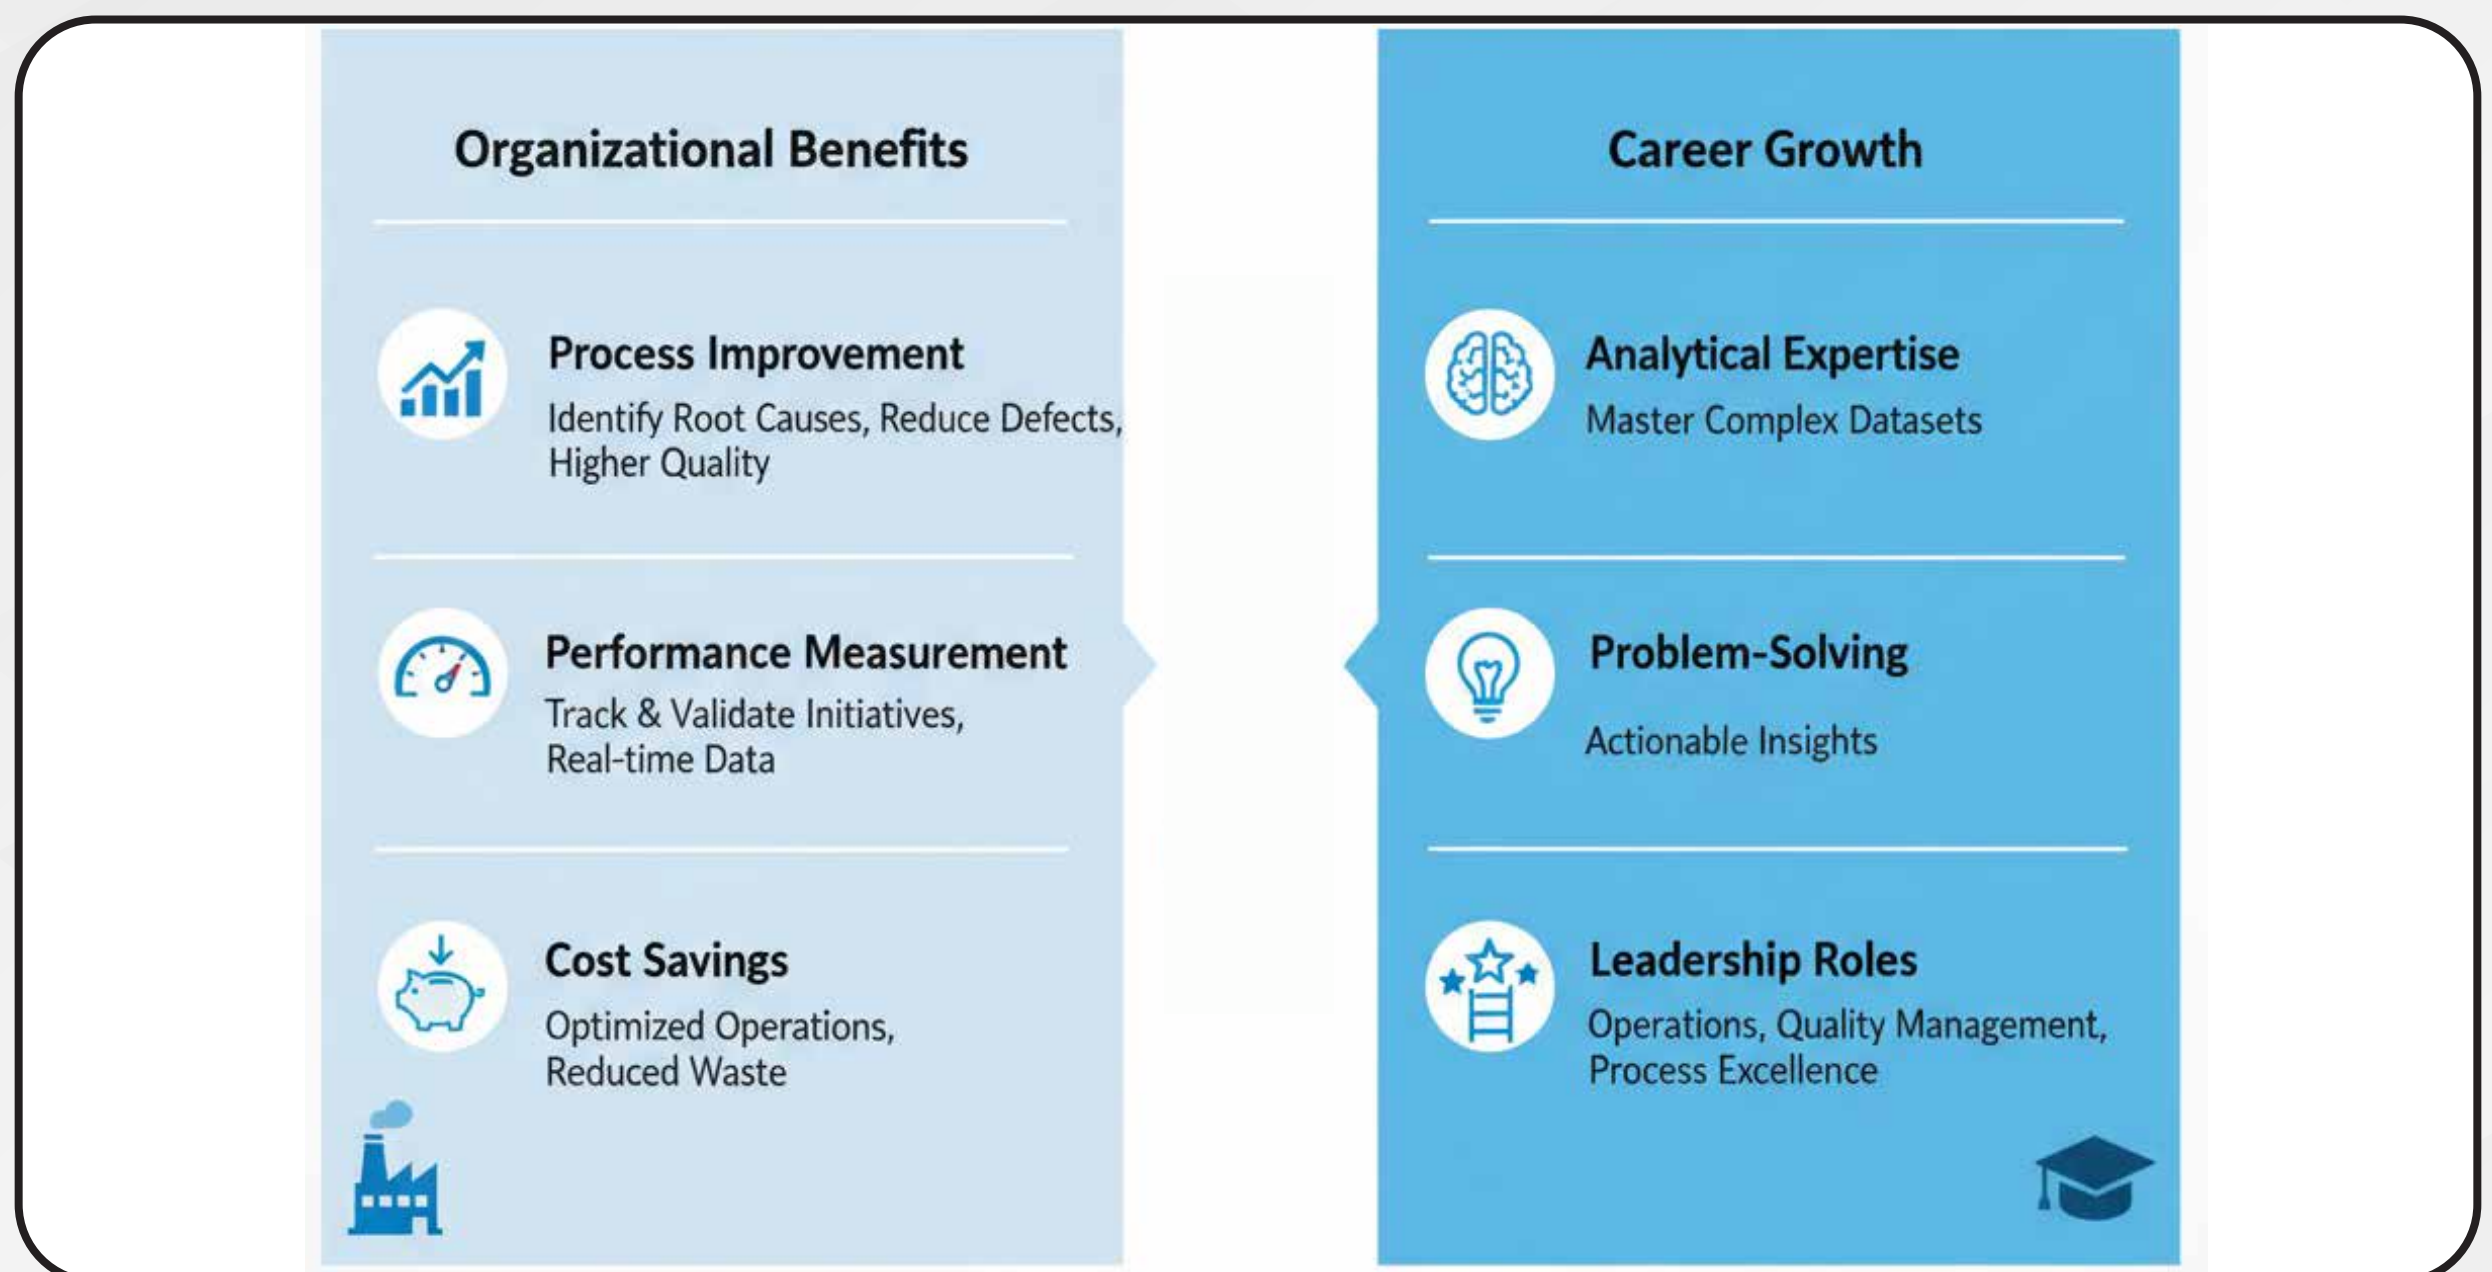 Organizational Benefits
Process Improvement
Identify Root Causes, Reduce Defects,
Higher Quality
Performance Measurement
Track & Validate Initiatives,
Real-time Data
Cost Savings
Optimized Operations,
Reduced Waste
Career Growth
Analytical Expertise
Master Complex Datasets
Problem-Solving
Actionable Insights
Leadership Roles
Operations, Quality Management,
Process Excellence